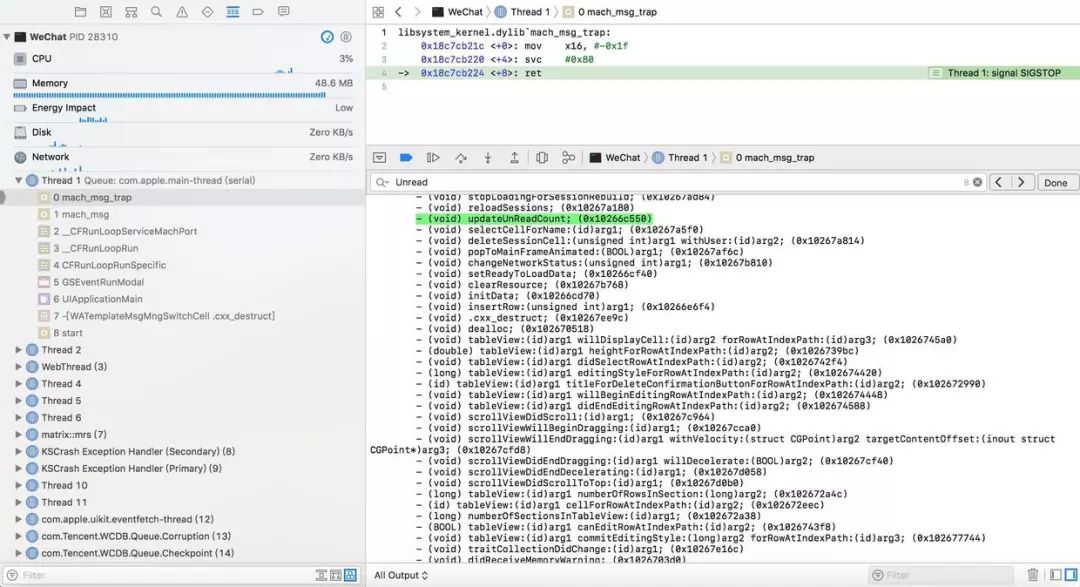 WeChat PID 28310
CPU 3%
Memory 48.6 MB
Energy Impact Low
Disk Zero KB/s
Network Zero KB/s
Thread 1 Queue: com.apple.main-thread (serial)
0 mach_msg_trap
1 mach_msg
2 __CFRunLoopServiceMachPort
3 __CFRunLoopRun
4 CFRunLoopRunSpecific
5 GSEventRunModal
6 UIApplicationMain
7 -[WATemplateMsgMngSwitchCell .cxx_destruct]
8 start
Thread 2
WebThread (3)
Thread 4
Thread 5
Thread 6
matrix::mrs (7)
KSCrash Exception Handler (Secondary) (8)
KSCrash Exception Handler (Primary) (9)
Thread 10
Thread 11
com.apple.uikit.eventfetch-thread (12)
com.Tencent.WCDB.Queue.Corruption (13)
com.Tencent.WCDB.Queue.Checkpoint (14)
Filter
WeChat Thread 1 0 mach_msg_trap
1 libsystem_kernel.dylib`mach_msg_trap:
2 0x18c7cb21c <+0>: mov x16, #-0x1f
3 0x18c7cb220 <+4>: svc #0x80
4 -> 0x18c7cb224 <+8>: ret Thread 1: signal SIGSTOP
5
WeChat Thread 1 0 mach_msg_trap
Unread 8 Done
- (void) stopLoadingForSessionRebuild; (0x10267ad84)
- (void) reloadSessions; (0x10267a180)
- (void) updateUnReadCount; (0x10266c550)
- (void) selectCellForName:(id)arg1; (0x10267a5f0)
- (void) deleteSessionCell:(unsigned int)arg1 withUser:(id)arg2; (0x10267a814)
- (void) popToMainFrameAnimated:(BOOL)arg1; (0x10267af6c)
- (void) changeNetworkStatus:(unsigned int)arg1; (0x10267b810)
- (void) setReadyToLoadData; (0x10266cf40)
- (void) clearResource; (0x10267b768)
- (void) initData; (0x10266cd70)
- (void) insertRow:(unsigned int)arg1; (0x10266e6f4)
- (void) .cxx_destruct; (0x10267ee9c)
- (void) dealloc; (0x102670518)
- (void) tableView:(id)arg1 willDisplayCell:(id)arg2 forRowAtIndexPath:(id)arg3; (0x1026745a0)
- (double) tableView:(id)arg1 heightForRowAtIndexPath:(id)arg2; (0x1026739bc)
- (void) tableView:(id)arg1 didSelectRowAtIndexPath:(id)arg2; (0x1026742f4)
- (long) tableView:(id)arg1 editingStyleForRowAtIndexPath:(id)arg2; (0x102674420)
- (id) tableView:(id)arg1 titleForDeleteConfirmationButtonForRowAtIndexPath:(id)arg2; (0x102672990)
- (void) tableView:(id)arg1 willBeginEditingRowAtIndexPath:(id)arg2; (0x102674448)
- (void) tableView:(id)arg1 didEndEditingRowAtIndexPath:(id)arg2; (0x102674588)
- (void) scrollViewDidScroll:(id)arg1; (0x10267c964)
- (void) scrollViewWillBeginDragging:(id)arg1; (0x10267cca0)
- (void) scrollViewWillEndDragging:(id)arg1 withVelocity:(struct CGPoint)arg2 targetContentOffset:(inout struct
CGPoint*)arg3; (0x10267cfd8)
- (void) scrollViewDidEndDragging:(id)arg1 willDecelerate:(BOOL)arg2; (0x10267cf40)
- (void) scrollViewDidEndDecelerating:(id)arg1; (0x10267d058)
- (void) scrollViewDidScrollToTop:(id)arg1; (0x10267d0b0)
- (long) tableView:(id)arg1 numberOfRowsInSection:(long)arg2; (0x102672a4c)
- (id) tableView:(id)arg1 cellForRowAtIndexPath:(id)arg2; (0x102672eec)
- (long) numberOfSectionsInTableView:(id)arg1; (0x102672a38)
- (BOOL) tableView:(id)arg1 canEditRowAtIndexPath:(id)arg2; (0x1026743f8)
- (void) tableView:(id)arg1 commitEditingStyle:(long)arg2 forRowAtIndexPath:(id)arg3; (0x102677744)
- (void) traitCollectionDidChange:(id)arg1; (0x10267e16c)
- (void) didReceiveMemoryWarning; (0x1026703d0)
All Output
Filter